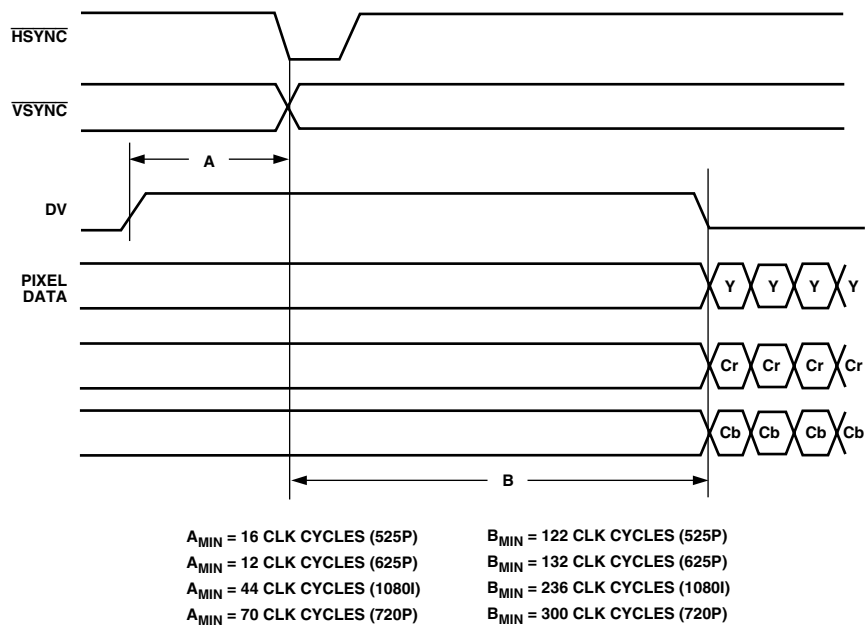 HSYNC
VSYNC
A
DV
PIXEL
DATA
Y Y Y Y
Cr Cr Cr Cr
Cb Cb Cb Cb
B
AMIN = 16 CLK CYCLES (525P)
AMIN = 12 CLK CYCLES (625P)
AMIN = 44 CLK CYCLES (1080I)
AMIN = 70 CLK CYCLES (720P)
BMIN = 122 CLK CYCLES (525P)
BMIN = 132 CLK CYCLES (625P)
BMIN = 236 CLK CYCLES (1080I)
BMIN = 300 CLK CYCLES (720P)